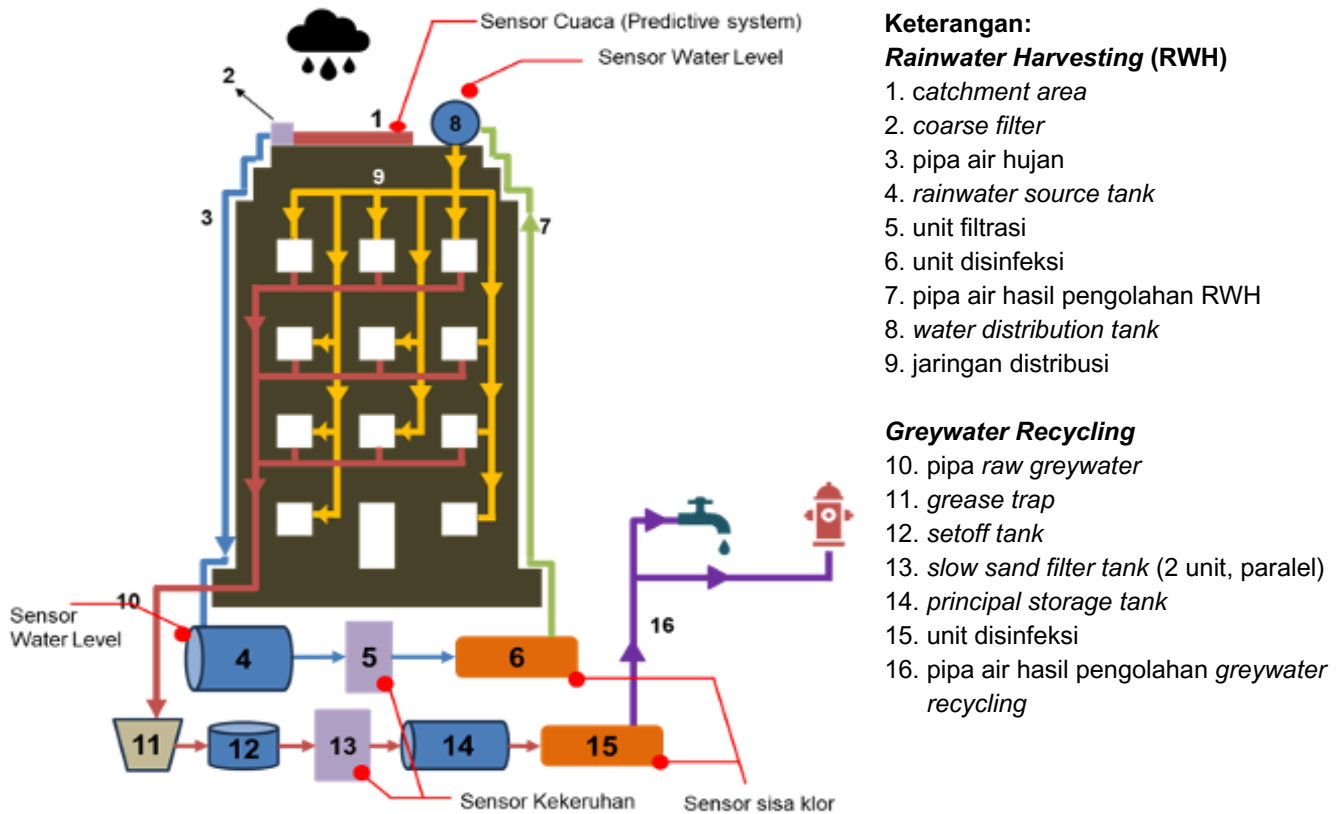 Sensor Cuaca (Predictive system)
Sensor Water Level
2
1
8
9
3
7
10
Sensor
Water Level
4
5
6
16
11
12
13
14
15
Sensor Kekeruhan
Sensor sisa klor
Keterangan:
Rainwater Harvesting (RWH)
1. catchment area
2. coarse filter
3. pipa air hujan
4. rainwater source tank
5. unit filtrasi
6. unit disinfeksi
7. pipa air hasil pengolahan RWH
8. water distribution tank
9. jaringan distribusi
Greywater Recycling
10. pipa raw greywater
11. grease trap
12. setoff tank
13. slow sand filter tank (2 unit, paralel)
14. principal storage tank
15. unit disinfeksi
16. pipa air hasil pengolahan greywater
recycling